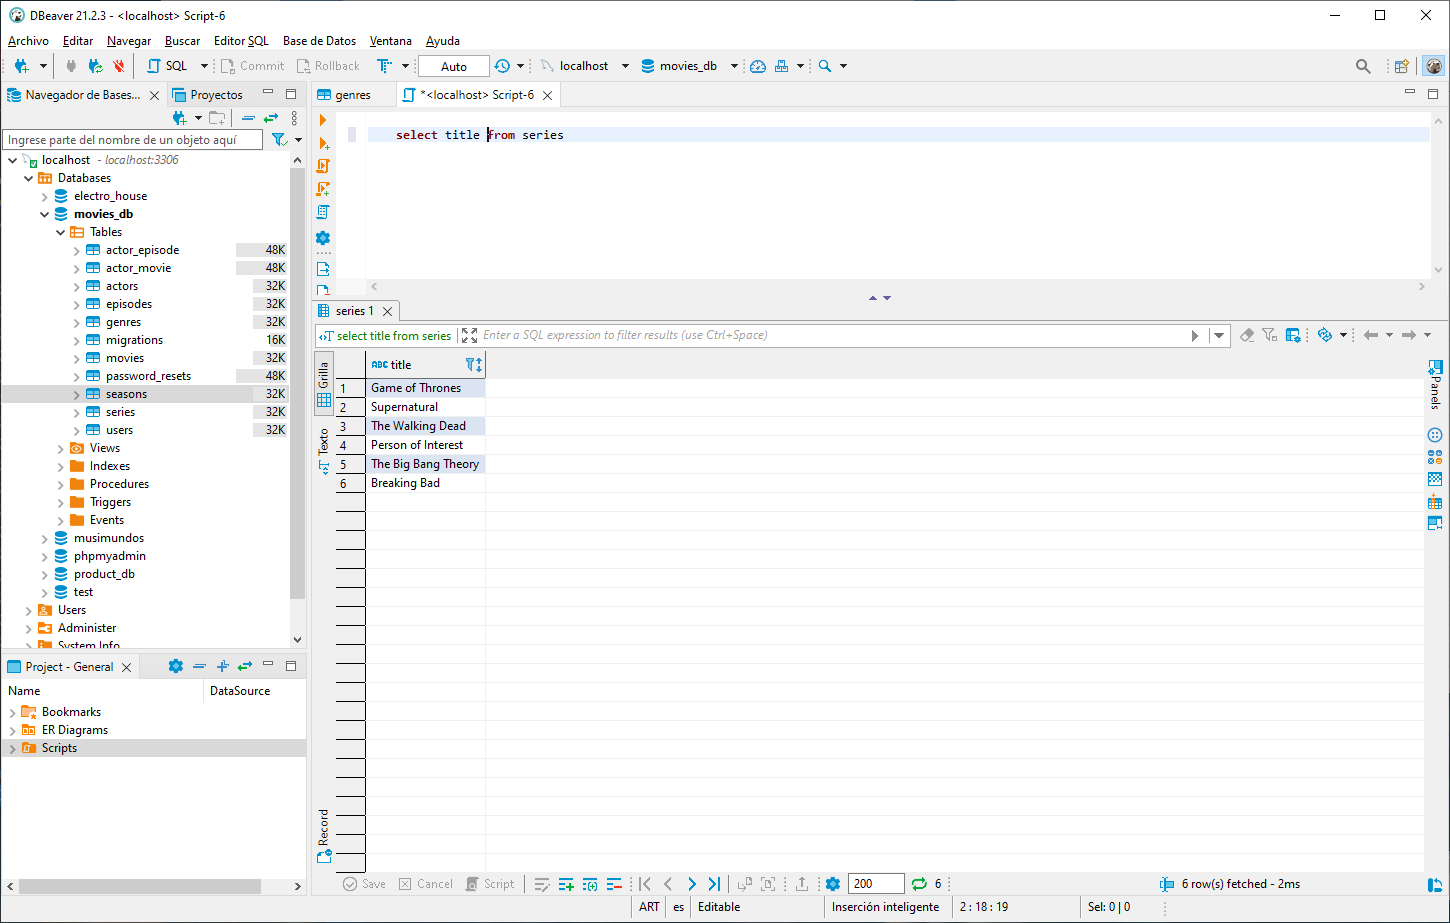 DBeaver 21.2.3 - <localhost> Script-6
Archivo Editar Navegar Buscar Editor SQL Base de Datos Ventana Ayuda
SQL Commit Rollback Auto localhost movies_db
Navegador de Bases... Proyectos
Ingrese parte del nombre de un objeto aquí
localhost - localhost:3306
Databases
electro_house
movies_db
Tables
actor_episode 48K
actor_movie 48K
actors 32K
episodes 32K
genres 32K
migrations 16K
movies 32K
password_resets 48K
seasons 32K
series 32K
users 32K
Views
Indexes
Procedures
Triggers
Events
musimundos
phpmyadmin
product_db
test
Users
Administer
System Info
Project - General
Name DataSource
Bookmarks
ER Diagrams
Scripts
genres *<localhost> Script-6
select title from series
series 1
select title from series Enter a SQL expression to filter results (use Ctrl+Space)
Grilla
Texto
Record
ABC title
1 Game of Thrones
2 Supernatural
3 The Walking Dead
4 Person of Interest
5 The Big Bang Theory
6 Breaking Bad
Panels
Save Cancel Script 200 6 6 row(s) fetched - 2ms
ART es Editable Inserción inteligente 2 : 18 : 19 Sel: 0 | 0